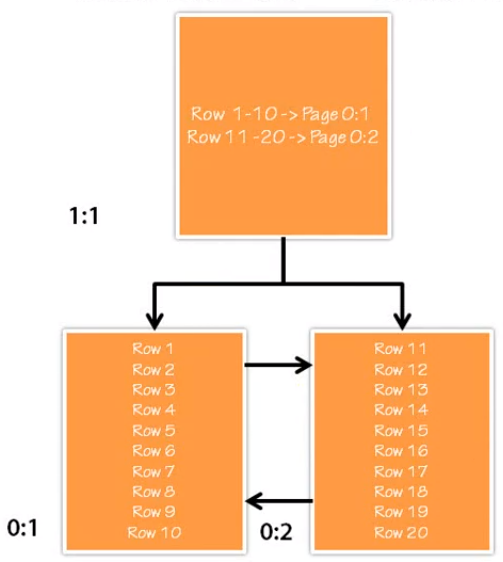 Row 1-10 -> Page 0:1
Row 11-20 -> Page 0:2
1:1
Row 1
Row 2
Row 3
Row 4
Row 5
Row 6
Row 7
Row 8
Row 9
Row 10
0:1
Row 11
Row 12
Row 13
Row 14
Row 15
Row 16
Row 17
Row 18
Row 19
Row 20
0:2